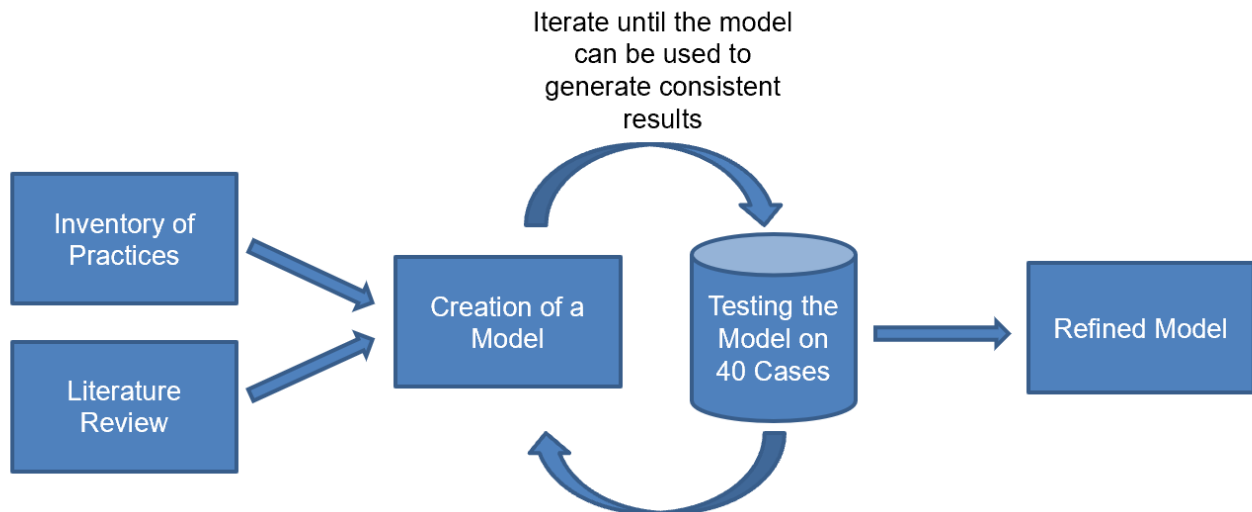 Iterate until the model
can be used to
generate consistent
results
Inventory of
Practices
Literature
Review
Creation of a
Model
Testing the
Model on
40 Cases
Refined Model